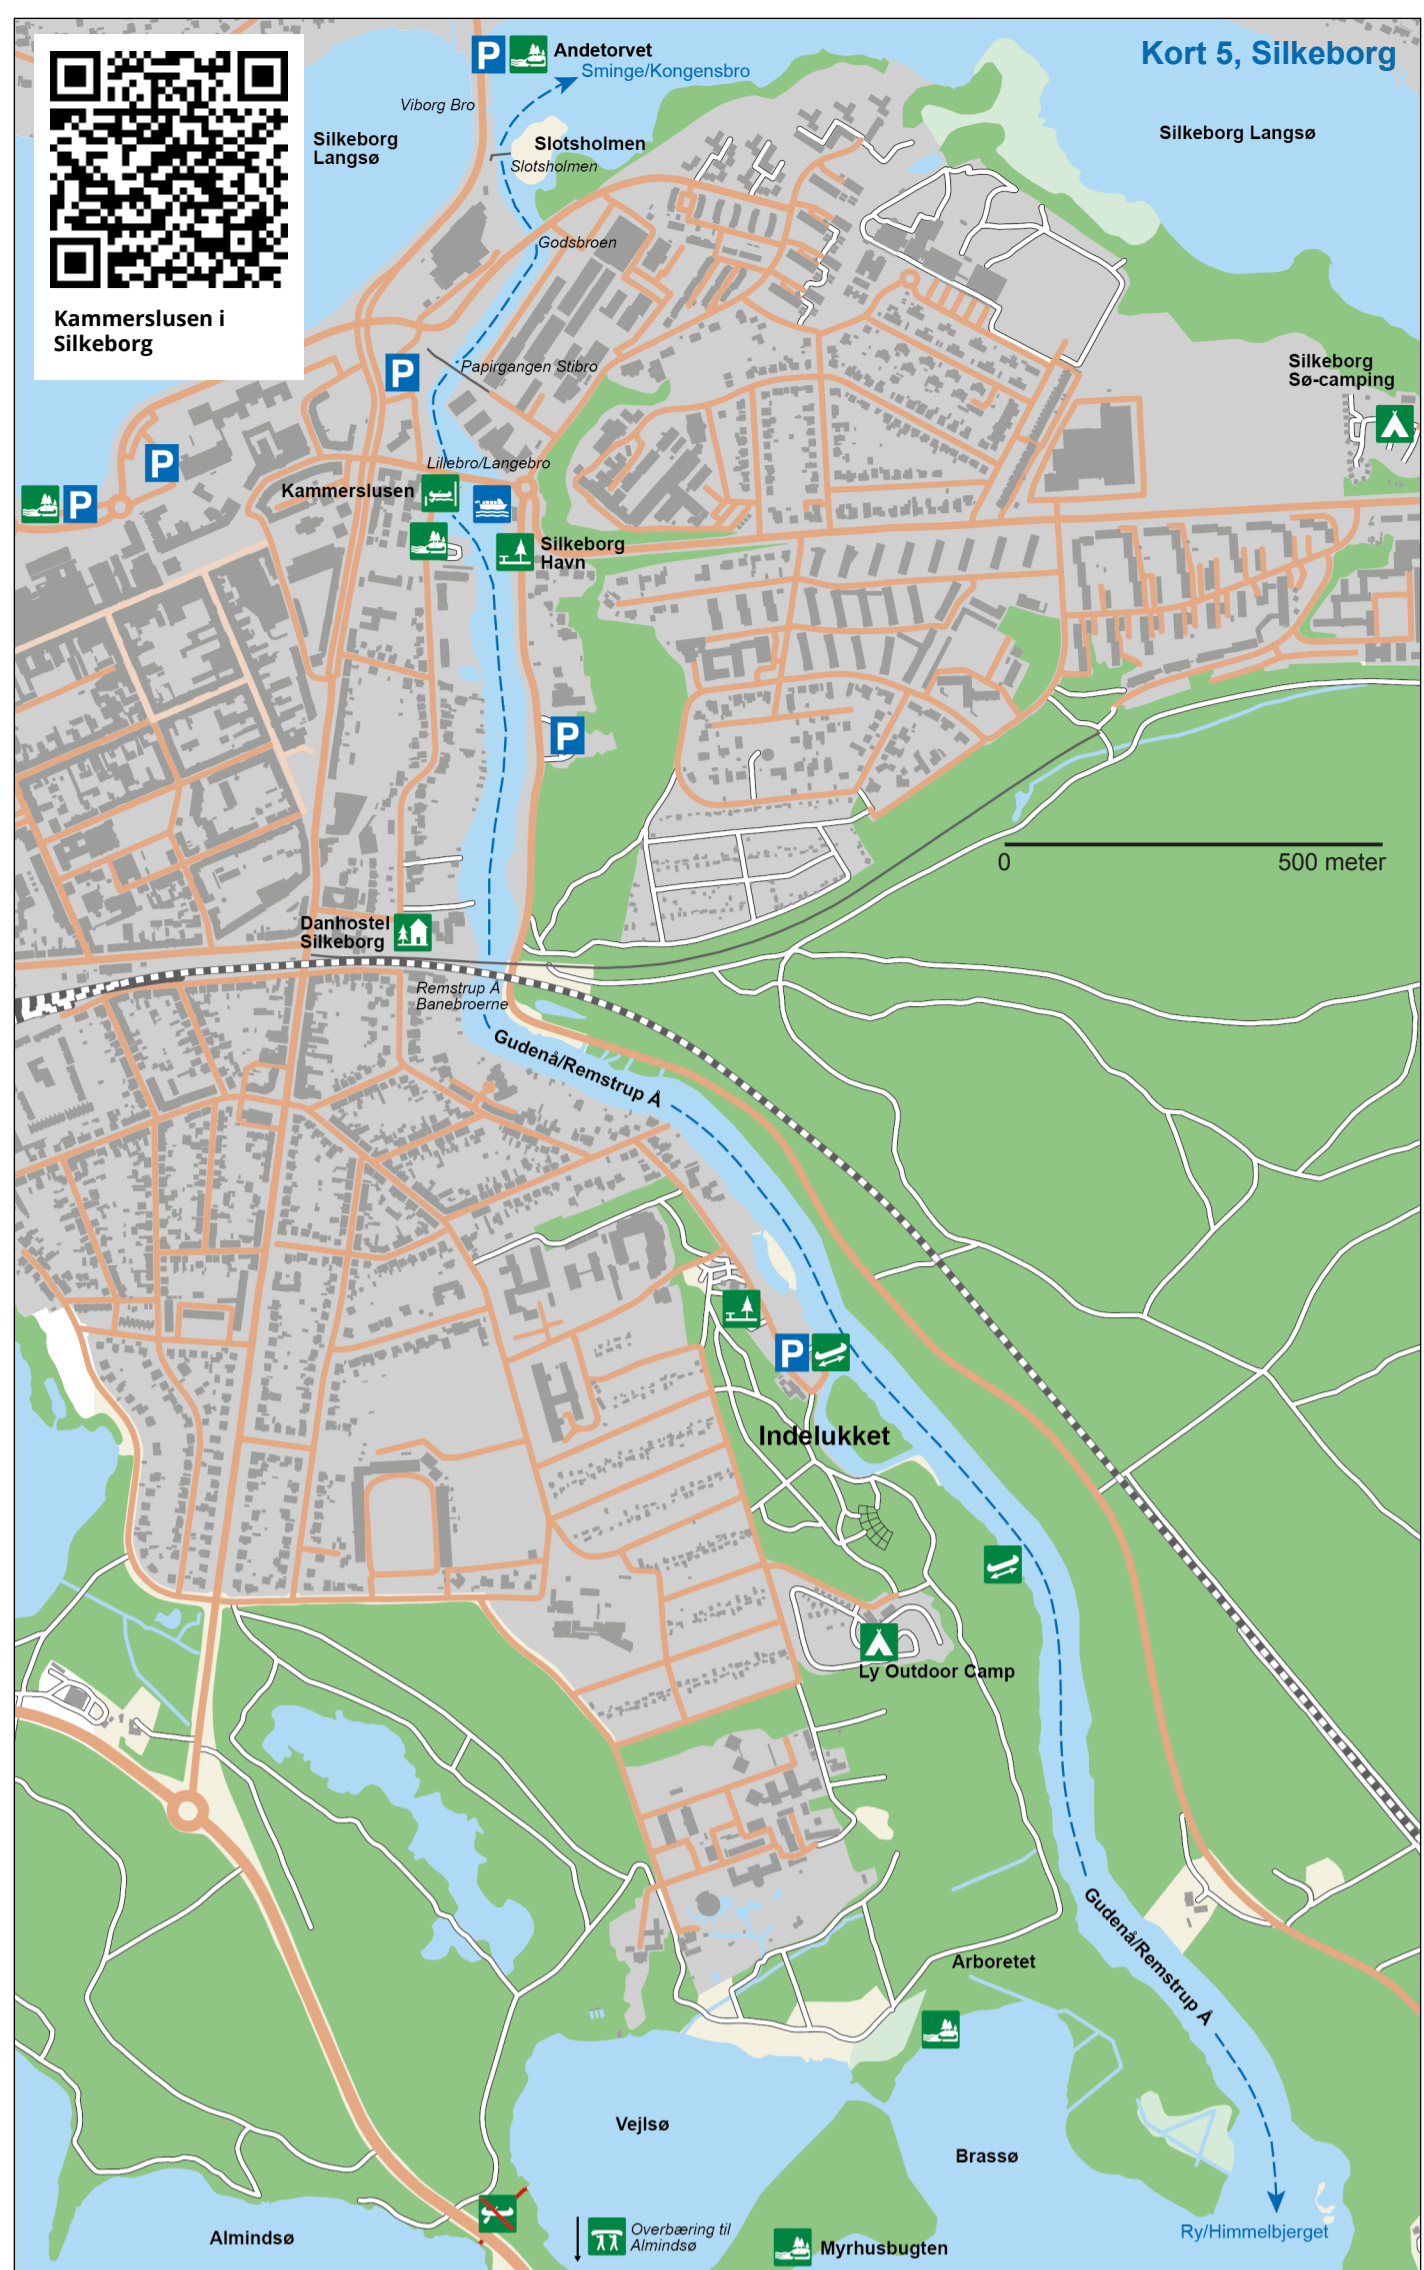 Kort 5, Silkeborg
P
Andetorvet
Sminge/Kongensbro
Viborg Bro
Silkeborg
Langsø
Slotsholmen
Slotsholmen
Silkeborg Langsø
Godsbroen
Kammerslusen i
Silkeborg
Papirgangen Stibro
P
Silkeborg
Sø-camping
P
Lillebro/Langebro
Kammerslusen
P
Silkeborg
Havn
P
0
500 meter
Danhostel
Silkeborg
Remstrup Å
Banebroerne
Gudenå/Remstrup Å
P
Indelukket
Ly Outdoor Camp
Gudenå/Remstrup Å
Arboretet
Vejlsø
Brassø
Almindsø
Overbæring til
Almindsø
Myrhusbugten
Ry/Himmelbjerget